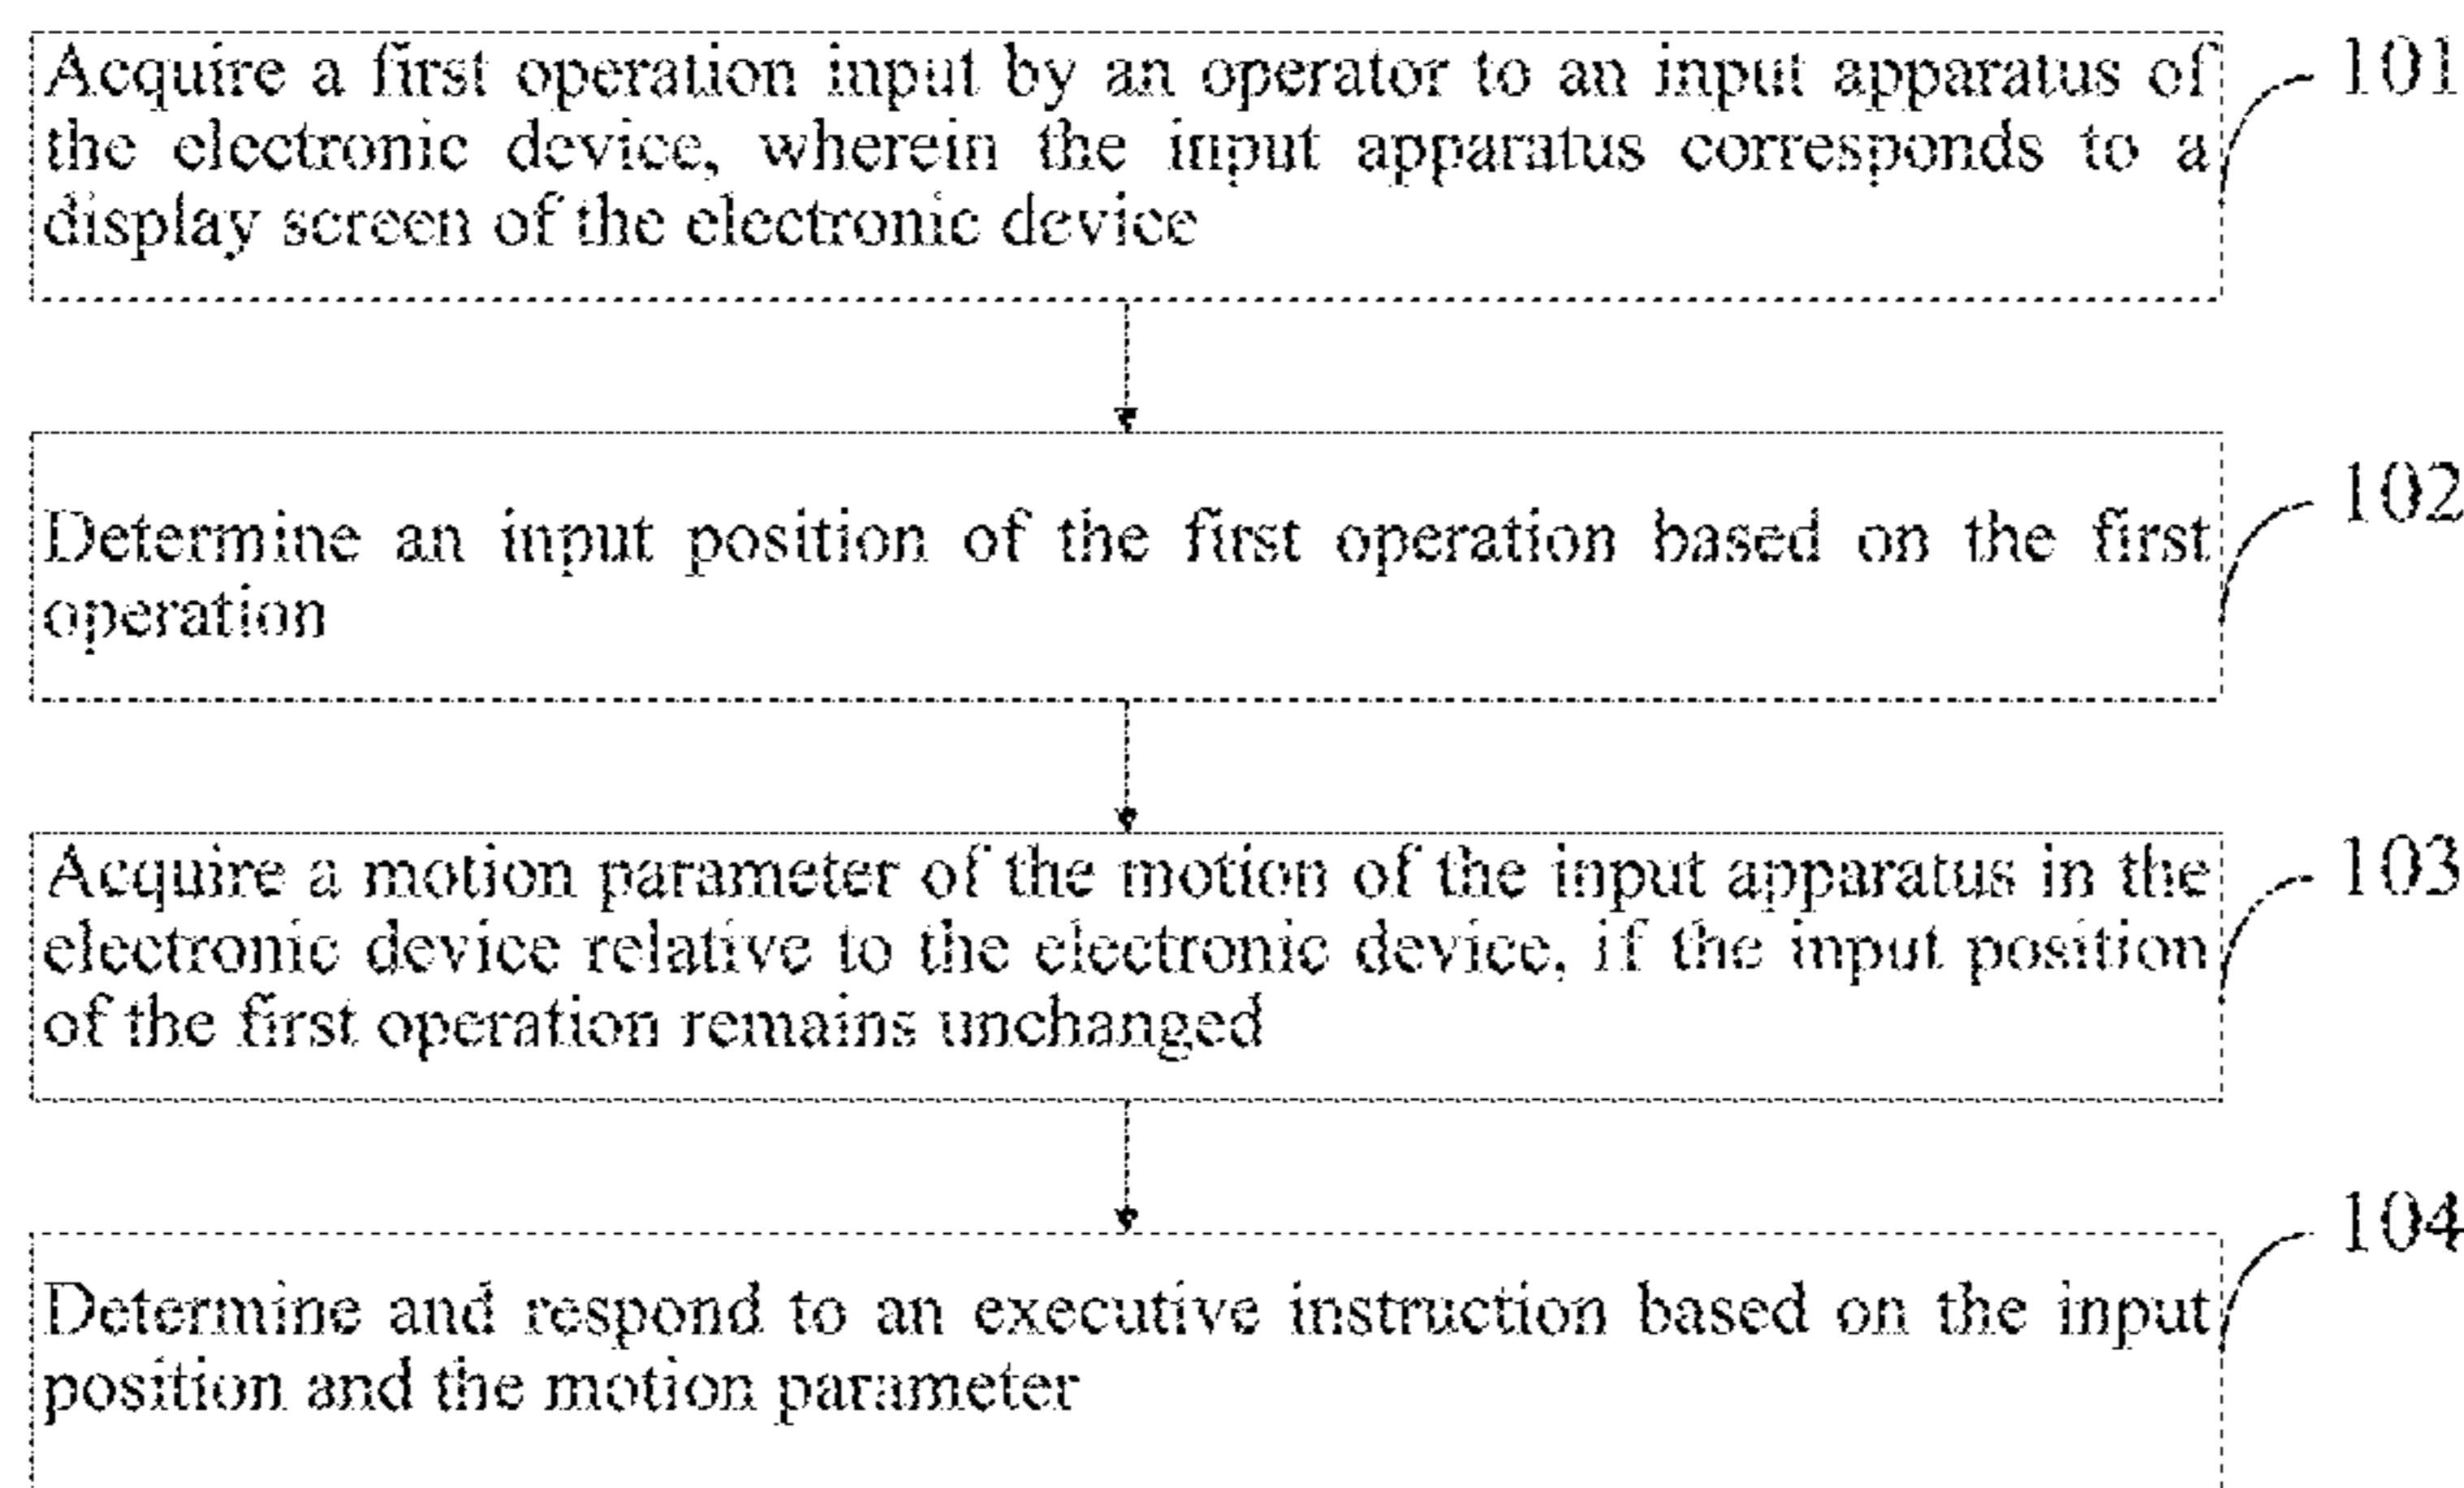 Acquire a first operation input by an operator to an input apparatus of
the electronic device, wherein the input apparatus corresponds to a
display screen of the electronic device
101
Determine an input position of the first operation based on the first
operation
102
Acquire a motion parameter of the motion of the input apparatus in the
electronic device relative to the electronic device, if the input position
of the first operation remains unchanged
103
Determine and respond to an executive instruction based on the input
position and the motion parameter
104